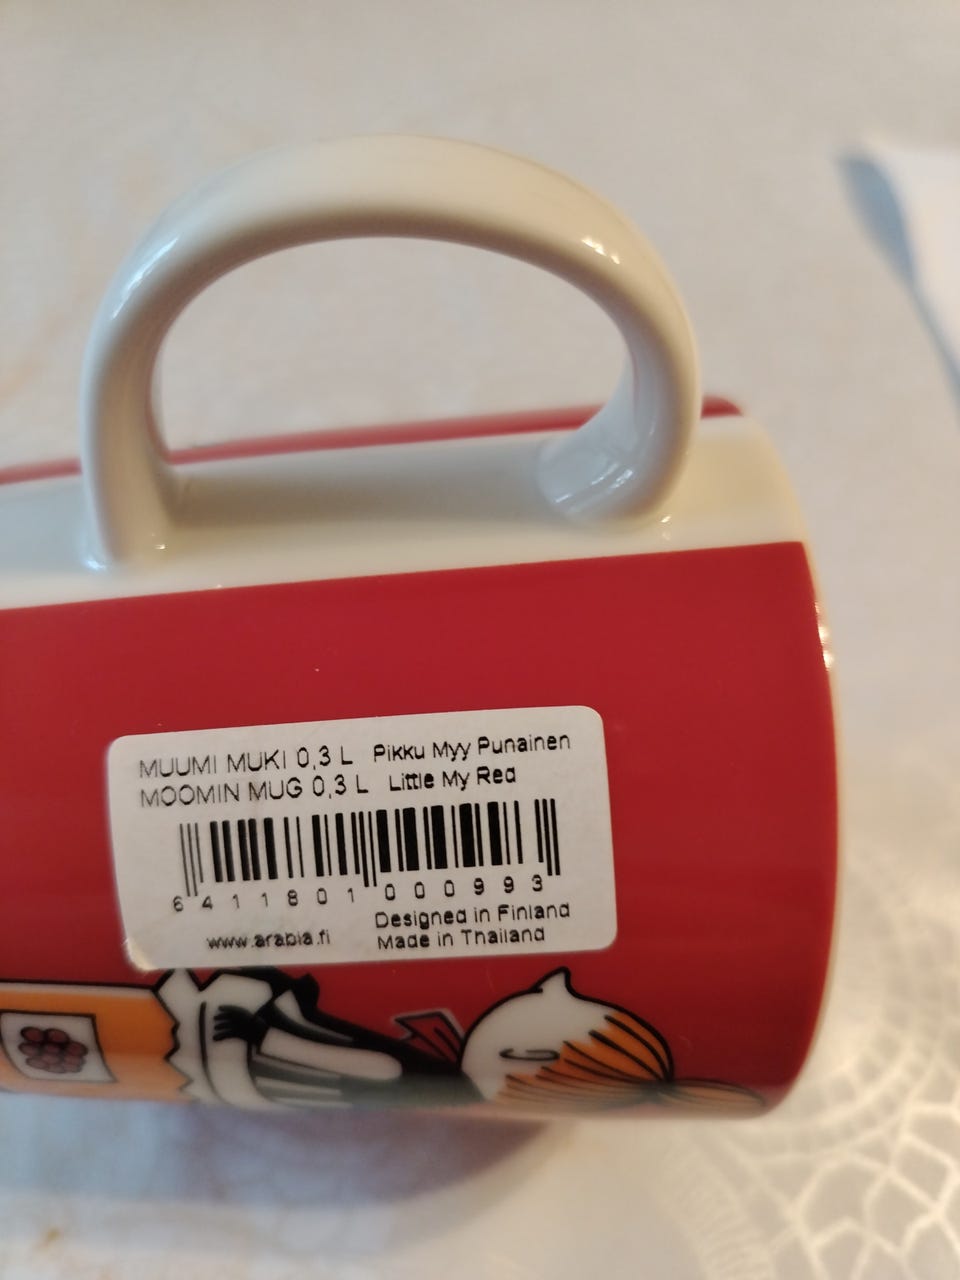 MUUMI MUKI 0,3 L Pikku Myy Punainen
MOOMIN MUG 0,3 L Little My Red
6 411801 000993
www.arabia.fi
Designed in Finland
Made in Thailand